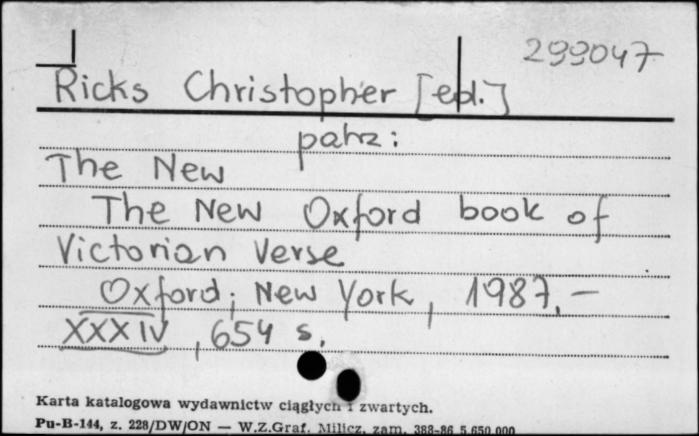 299047
Ricks Christopher [ed.]
patrz:
The New
The New Oxford book of
Victorian Verse
Oxford; New York, 1987.–
XXXIV, 654 s.
Karta katalogowa wydawnictw ciągłych i zwartych.
Pu-B-144, z. 228/DW/ON — W.Z.Graf. Milicz, zam. 388-86 5.650.000